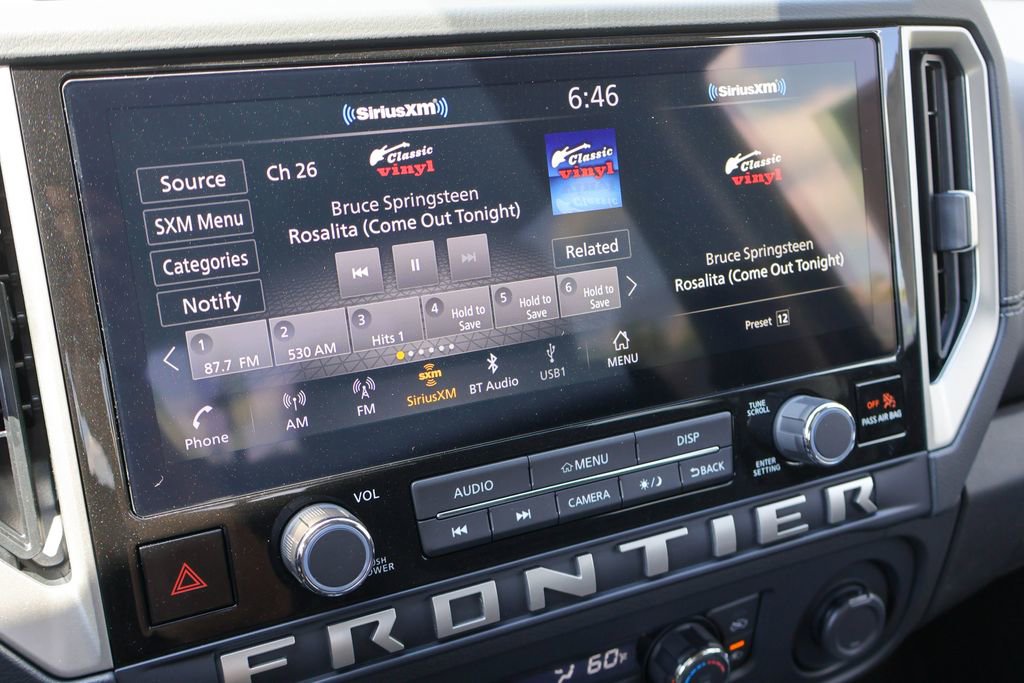 SiriusXM
6:46
SiriusXM
Source
SXM Menu
Categories
Notify
Ch 26
Classic
vinyl
Bruce Springsteen
Rosalita (Come Out Tonight)
Classic
vinyl
Related
Classic
vinyl
Bruce Springsteen
Rosalita (Come Out Tonight)
Preset 12
1
87.7 FM
2
530 AM
3
Hits 1
4
Hold to
Save
5
Hold to
Save
6
Hold to
Save
Phone
AM
FM
sxm
SiriusXM
BT Audio
USB1
MENU
VOL
AUDIO
MENU
DISP
CAMERA
BACK
TUNE
SCROLL
ENTER
SETTING
OFF
PASS AIR BAG
FRONTIER
60°F